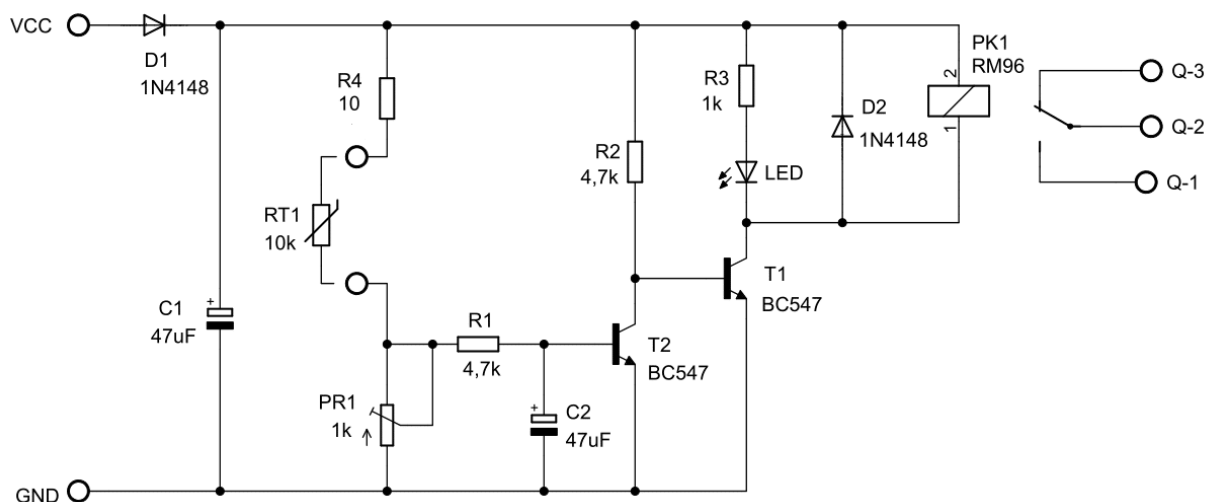 VCC
D1
1N4148
R4
10
R3
1k
PK1
RM96
2
1
Q-3
Q-2
Q-1
D2
1N4148
R2
4,7k
LED
RT1
10k
T1
BC547
C1
+
47uF
R1
4,7k
T2
BC547
PR1
1k
C2
+
47uF
GND